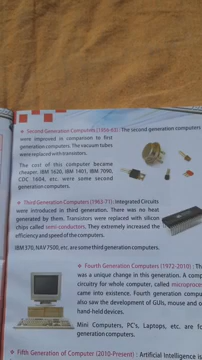 Second Generation Computers (1956-63) : The second generation computers
were improved in comparison to first
generation computers. The vacuum tubes
were replaced with transistors.
The cost of this computer became
cheaper. IBM 1620, IBM 1401, IBM 7090,
CDC 1604, etc. were some second
generation computers.
Third Generation Computers (1963-71): Integrated Circuits
were introduced in third generation. There was no heat
generated by them. Transistors were replaced with silicon
chips called semi-conductors. They extremely increased the
efficiency and speed of the computers.
IBM 370, NAV 7500, etc. are some third generation computers.
Fourth Generation Computers (1972-2010) : Th
was a unique change in this generation. A comp
circuitry for whole computer, called microproce
came into existence. Fourth generation compu
also saw the development of GUIs, mouse and o
hand-held devices.
Mini Computers, PC's, Laptops, etc. are fo
generation computers.
Fifth Generation of Computer (2010-Present) : Artificial Intelligence is